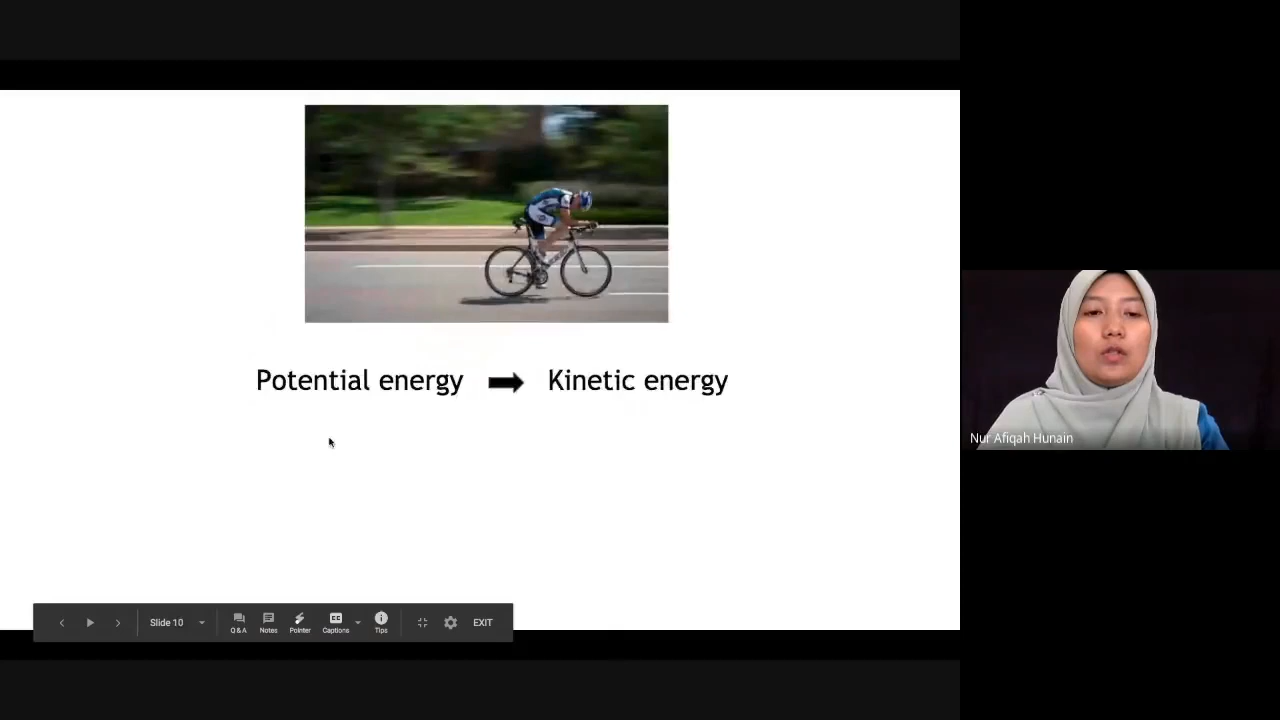 Potential energy Kinetic energy
Nur Afiqah Hunain
Slide 10
Q&A
Notes
Pointer
Captions
Tips
EXIT